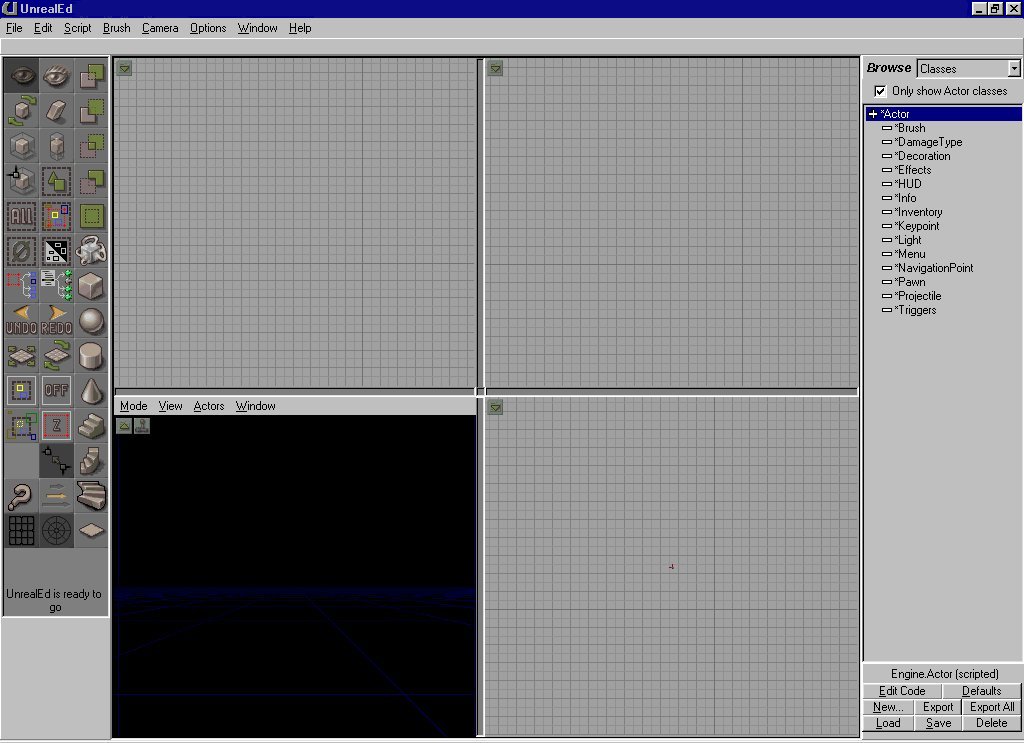 UnrealEd
File Edit Script Brush Camera Options Window Help
Browse Classes
Only show Actor classes
*Actor
*Brush
*DamageType
*Decoration
*Effects
*HUD
*Info
*Inventory
*Keypoint
*Light
*Menu
*NavigationPoint
*Pawn
*Projectile
*Triggers
All
UNDO REDO
OFF
Z
UnrealEd is ready to
go
Mode View Actors Window
Engine.Actor (scripted)
Edit Code Defaults
New... Export Export All
Load Save Delete